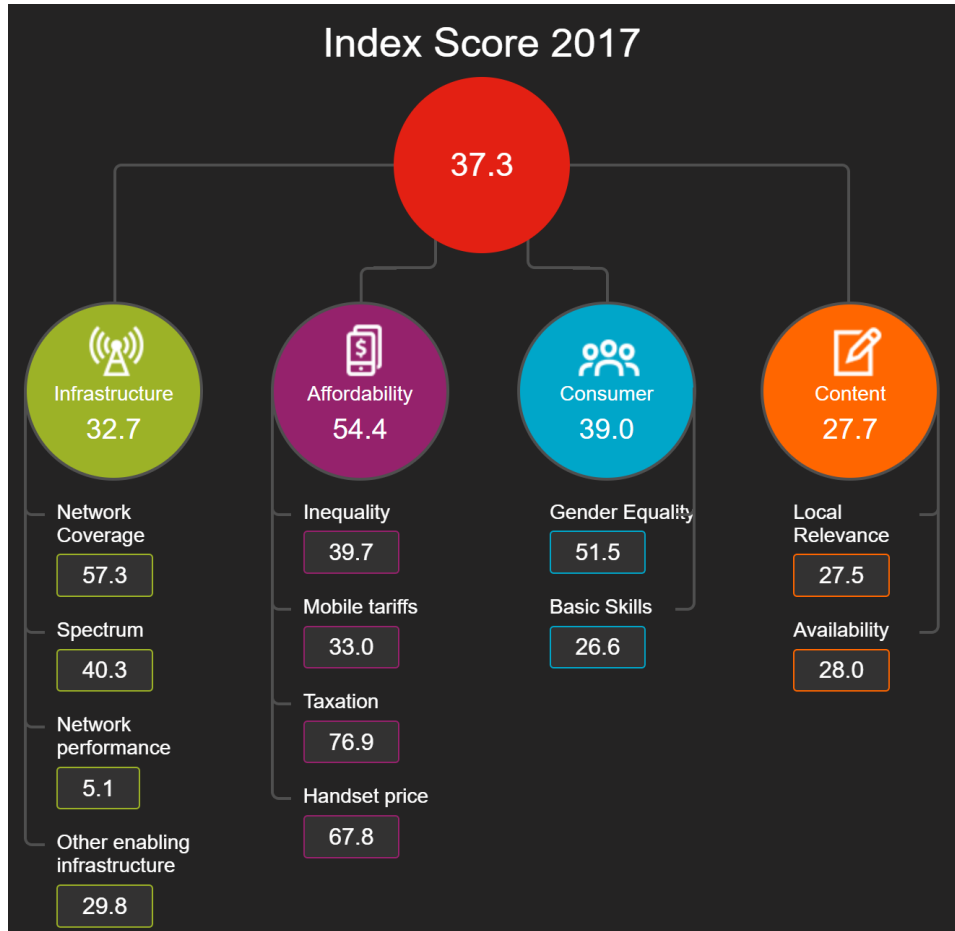 Index Score 2017
37.3
Infrastructure
32.7
Network
Coverage
57.3
Spectrum
40.3
Network
performance
5.1
Other enabling
infrastructure
29.8
$
Affordability
54.4
Inequality
39.7
Mobile tariffs
33.0
Taxation
76.9
Handset price
67.8
Consumer
39.0
Gender Equality
51.5
Basic Skills
26.6
Content
27.7
Local
Relevance
27.5
Availability
28.0